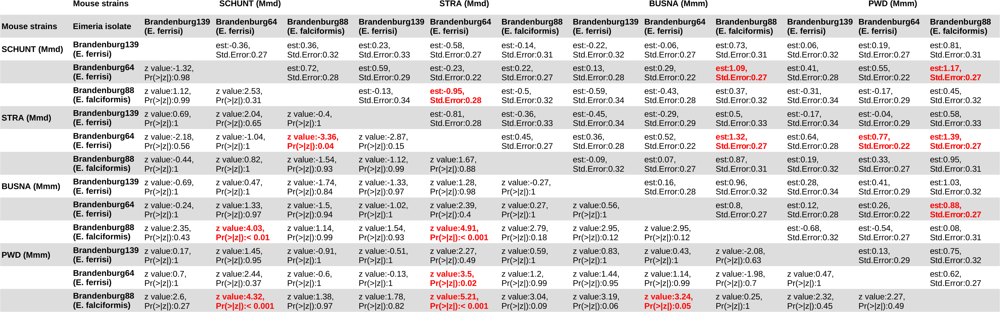 Mouse strains SCHUNT (Mmd) STRA (Mmd) BUSNA (Mmm) PWD (Mmm)
Mouse strains Eimeria isolate Brandenburg139 Brandenburg64 Brandenburg88 Brandenburg139 Brandenburg64 Brandenburg88 Brandenburg139 Brandenburg64 Brandenburg88 Brandenburg139 Brandenburg64 Brandenburg88
(E. ferrisi) (E. ferrisi) (E. falciformis) (E. ferrisi) (E. ferrisi) (E. falciformis) (E. ferrisi) (E. ferrisi) (E. falciformis) (E. ferrisi) (E. ferrisi) (E. falciformis)
SCHUNT (Mmd) Brandenburg139 est:-0.36, est:0.36, est:0.23, est:-0.58, est:-0.14, est:-0.22, est:-0.06, est:0.73, est:0.06, est:0.19, est:0.81,
(E. ferrisi) Std.Error:0.27 Std.Error:0.32 Std.Error:0.33 Std.Error:0.27 Std.Error:0.31 Std.Error:0.32 Std.Error:0.27 Std.Error:0.31 Std.Error:0.32 Std.Error:0.27 Std.Error:0.31
Brandenburg64 z value:-1.32, est:0.72, est:0.59, est:-0.23, est:0.22, est:0.13, est:0.29, est:1.09, est:0.41, est:0.55, est:1.17,
(E. ferrisi) Pr(>|z|):0.98 Std.Error:0.28 Std.Error:0.29 Std.Error:0.22 Std.Error:0.27 Std.Error:0.28 Std.Error:0.22 Std.Error:0.27 Std.Error:0.28 Std.Error:0.22 Std.Error:0.27
Brandenburg88 z value:1.12, z value:2.53, est:-0.13, est:-0.95, est:-0.5, est:-0.59, est:-0.43, est:0.37, est:-0.31, est:-0.17, est:0.45,
(E. falciformis) Pr(>|z|):0.99 Pr(>|z|):0.31 Std.Error:0.34 Std.Error:0.28 Std.Error:0.32 Std.Error:0.34 Std.Error:0.28 Std.Error:0.32 Std.Error:0.34 Std.Error:0.29 Std.Error:0.32
STRA (Mmd) Brandenburg139 z value:0.69, z value:2.04, z value:-0.4, est:-0.81, est:-0.36, est:-0.45, est:-0.29, est:0.5, est:-0.17, est:-0.04, est:0.58,
(E. ferrisi) Pr(>|z|):1 Pr(>|z|):0.65 Pr(>|z|):1 Std.Error:0.28 Std.Error:0.33 Std.Error:0.34 Std.Error:0.29 Std.Error:0.33 Std.Error:0.34 Std.Error:0.29 Std.Error:0.33
Brandenburg64 z value:-2.18, z value:-1.04, z value:-3.36, z value:-2.87, est:0.45, est:0.36, est:0.52, est:1.32, est:0.64, est:0.77, est:1.39,
(E. ferrisi) Pr(>|z|):0.56 Pr(>|z|):1 Pr(>|z|):0.04 Pr(>|z|):0.15 Std.Error:0.27 Std.Error:0.28 Std.Error:0.22 Std.Error:0.27 Std.Error:0.28 Std.Error:0.22 Std.Error:0.27
Brandenburg88 z value:-0.44, z value:0.82, z value:-1.54, z value:-1.12, z value:1.67, est:-0.09, est:0.07, est:0.87, est:0.19, est:0.33, est:0.95,
(E. falciformis) Pr(>|z|):1 Pr(>|z|):1 Pr(>|z|):0.93 Pr(>|z|):0.99 Pr(>|z|):0.88 Std.Error:0.32 Std.Error:0.27 Std.Error:0.31 Std.Error:0.32 Std.Error:0.27 Std.Error:0.31
BUSNA (Mmm) Brandenburg139 z value:-0.69, z value:0.47, z value:-1.74, z value:-1.33, z value:1.28, z value:-0.27, est:0.16, est:0.96, est:0.28, est:0.41, est:1.03,
(E. ferrisi) Pr(>|z|):1 Pr(>|z|):1 Pr(>|z|):0.84 Pr(>|z|):0.97 Pr(>|z|):0.98 Pr(>|z|):1 Std.Error:0.28 Std.Error:0.32 Std.Error:0.34 Std.Error:0.29 Std.Error:0.32
Brandenburg64 z value:-0.24, z value:1.33, z value:-1.5, z value:-1.02, z value:2.39, z value:0.27, z value:0.56, est:0.8, est:0.12, est:0.26, est:0.88,
(E. ferrisi) Pr(>|z|):1 Pr(>|z|):0.97 Pr(>|z|):0.94 Pr(>|z|):1 Pr(>|z|):0.4 Pr(>|z|):1 Pr(>|z|):1 Std.Error:0.27 Std.Error:0.28 Std.Error:0.22 Std.Error:0.27
Brandenburg88 z value:2.35, z value:4.03, z value:1.14, z value:1.54, z value:4.91, z value:2.79, z value:2.95, z value:2.95, est:-0.68, est:-0.54, est:0.08,
(E. falciformis) Pr(>|z|):0.43 Pr(>|z|):< 0.01 Pr(>|z|):0.99 Pr(>|z|):0.93 Pr(>|z|):< 0.001 Pr(>|z|):0.18 Pr(>|z|):0.12 Pr(>|z|):0.12 Std.Error:0.32 Std.Error:0.27 Std.Error:0.31
PWD (Mmm) Brandenburg139 z value:0.17, z value:1.45, z value:-0.91, z value:-0.51, z value:2.27, z value:0.59, z value:0.83, z value:0.43, z value:-2.08, est:0.13, est:0.75,
(E. ferrisi) Pr(>|z|):1 Pr(>|z|):0.95 Pr(>|z|):1 Pr(>|z|):1 Pr(>|z|):0.49 Pr(>|z|):1 Pr(>|z|):1 Pr(>|z|):1 Pr(>|z|):0.63 Std.Error:0.29 Std.Error:0.32
Brandenburg64 z value:0.7, z value:2.44, z value:-0.6, z value:-0.13, z value:3.5, z value:1.2, z value:1.44, z value:1.14, z value:-1.98, z value:0.47, est:0.62,
(E. ferrisi) Pr(>|z|):1 Pr(>|z|):0.37 Pr(>|z|):1 Pr(>|z|):1 Pr(>|z|):0.02 Pr(>|z|):0.99 Pr(>|z|):0.95 Pr(>|z|):0.99 Pr(>|z|):0.7 Pr(>|z|):1 Std.Error:0.27
Brandenburg88 z value:2.6, z value:4.32, z value:1.38, z value:1.78, z value:5.21, z value:3.04, z value:3.19, z value:3.24, z value:0.25, z value:2.32, z value:2.27,
(E. falciformis) Pr(>|z|):0.27 Pr(>|z|):< 0.001 Pr(>|z|):0.97 Pr(>|z|):0.82 Pr(>|z|):< 0.001 Pr(>|z|):0.09 Pr(>|z|):0.06 Pr(>|z|):0.05 Pr(>|z|):1 Pr(>|z|):0.45 Pr(>|z|):0.49